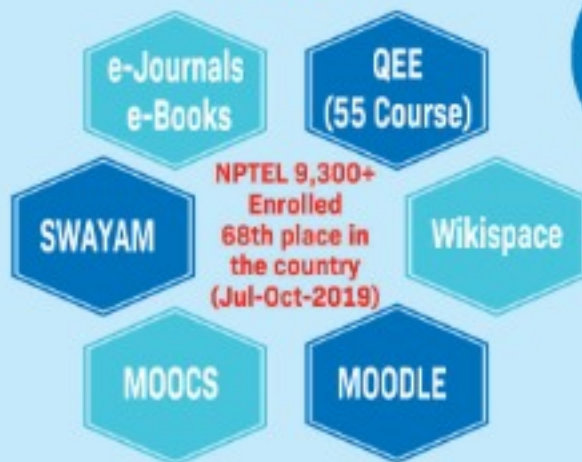 e-Journals
e-Books
QEE
(55 Course)
SWAYAM
NPTEL 9,300+
Enrolled
68th place in
the country
(Jul-Oct-2019)
Wikispace
MOOCS
MOODLE